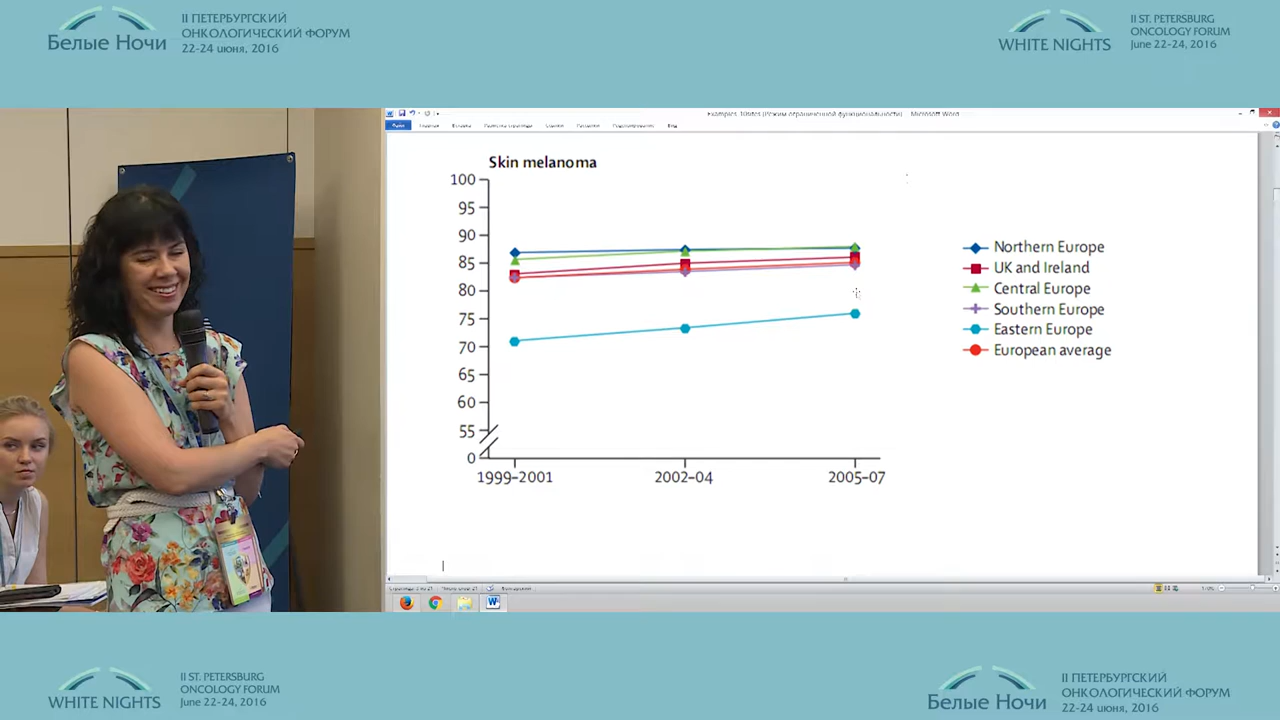 II ПЕТЕРБУРГСКИЙ
ОНКОЛОГИЧЕСКИЙ ФОРУМ
22-24 июня, 2016
Белые Ночи
II ST. PETERSBURG
ONCOLOGY FORUM
June 22-24, 2016
WHITE NIGHTS
Microsoft Word
Файл
Skin melanoma
100
95
90
85
80
75
70
65
60
55
0
1999-2001
2002-04
2005-07
Northern Europe
UK and Ireland
Central Europe
Southern Europe
Eastern Europe
European average
II ST. PETERSBURG
ONCOLOGY FORUM
June 22-24, 2016
WHITE NIGHTS
II ПЕТЕРБУРГСКИЙ
ОНКОЛОГИЧЕСКИЙ ФОРУМ
22-24 июня, 2016
Белые Ночи